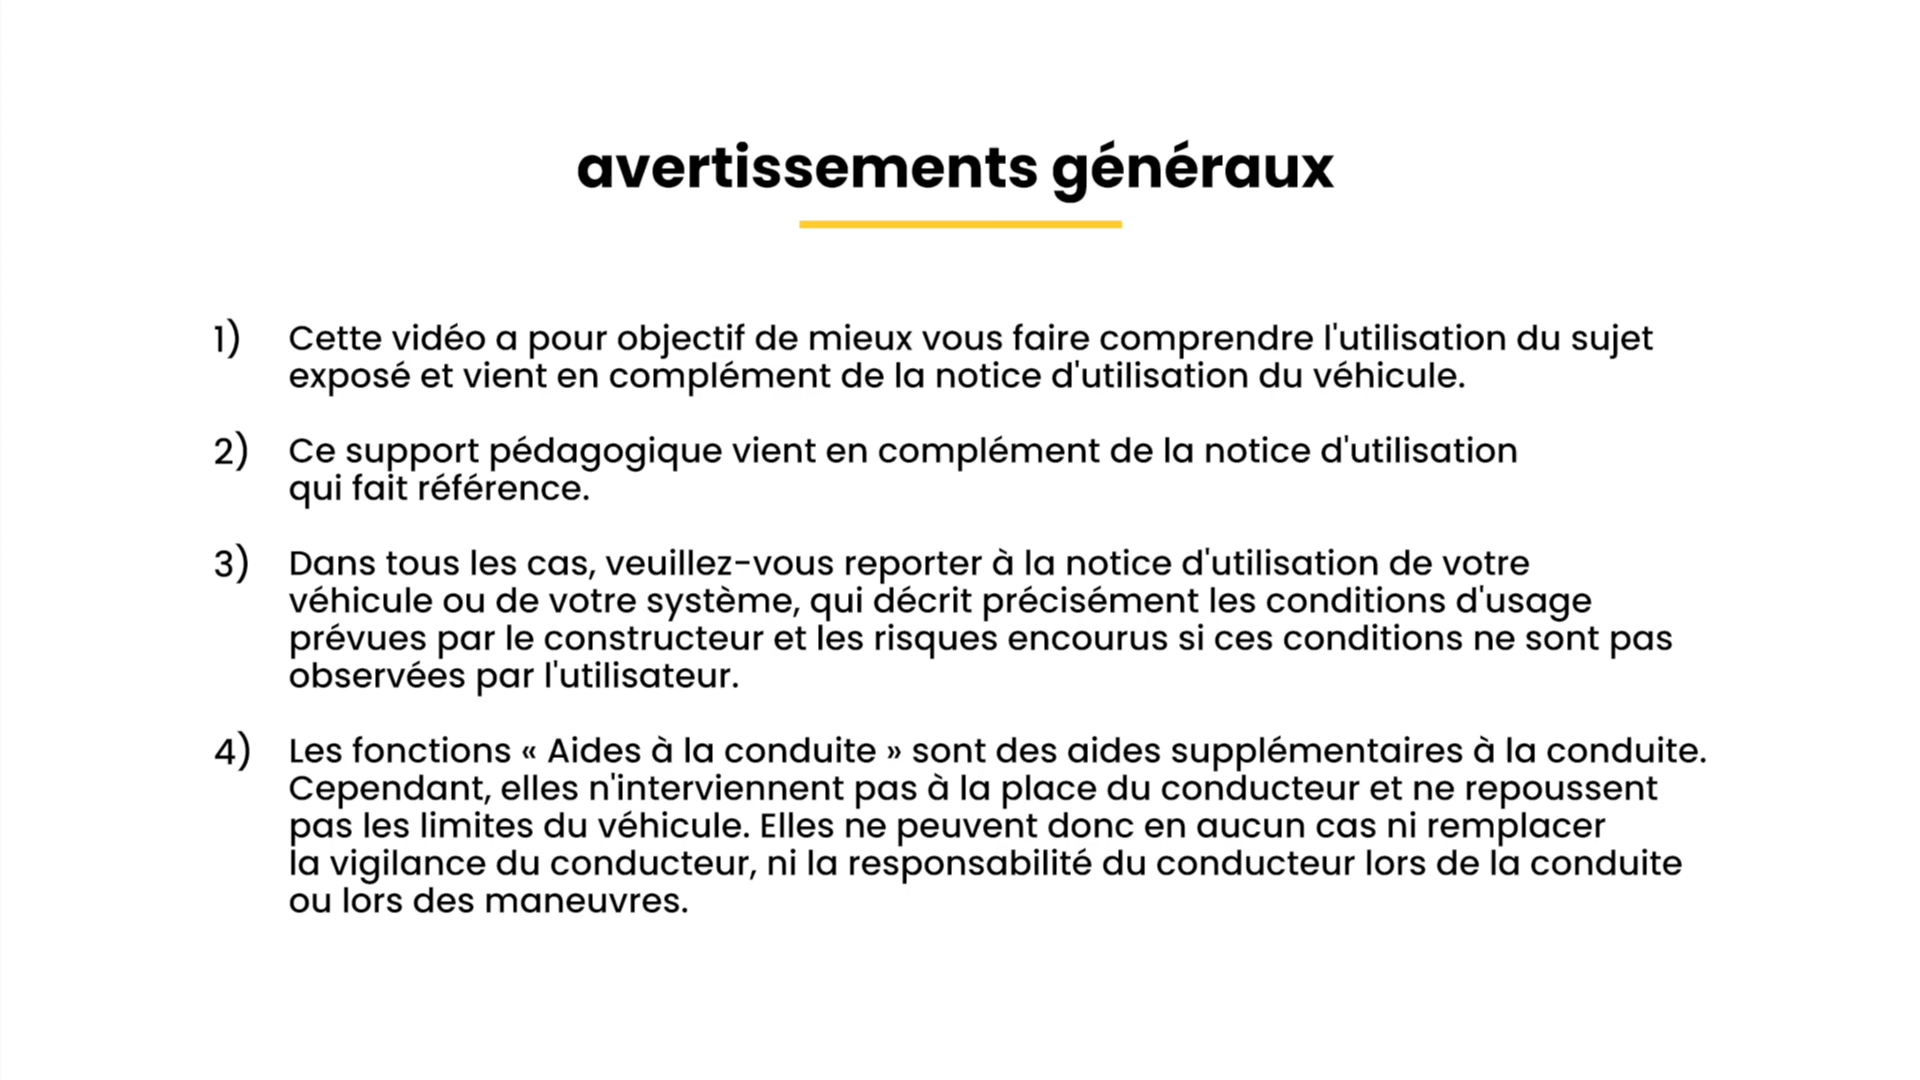 avertissements généraux
1) Cette vidéo a pour objectif de mieux vous faire comprendre l'utilisation du sujet
exposé et vient en complément de la notice d'utilisation du véhicule.
2) Ce support pédagogique vient en complément de la notice d'utilisation
qui fait référence.
3) Dans tous les cas, veuillez-vous reporter à la notice d'utilisation de votre
véhicule ou de votre système, qui décrit précisément les conditions d'usage
prévues par le constructeur et les risques encourus si ces conditions ne sont pas
observées par l'utilisateur.
4) Les fonctions « Aides à la conduite » sont des aides supplémentaires à la conduite.
Cependant, elles n'interviennent pas à la place du conducteur et ne repoussent
pas les limites du véhicule. Elles ne peuvent donc en aucun cas ni remplacer
la vigilance du conducteur, ni la responsabilité du conducteur lors de la conduite
ou lors des maneuvres.